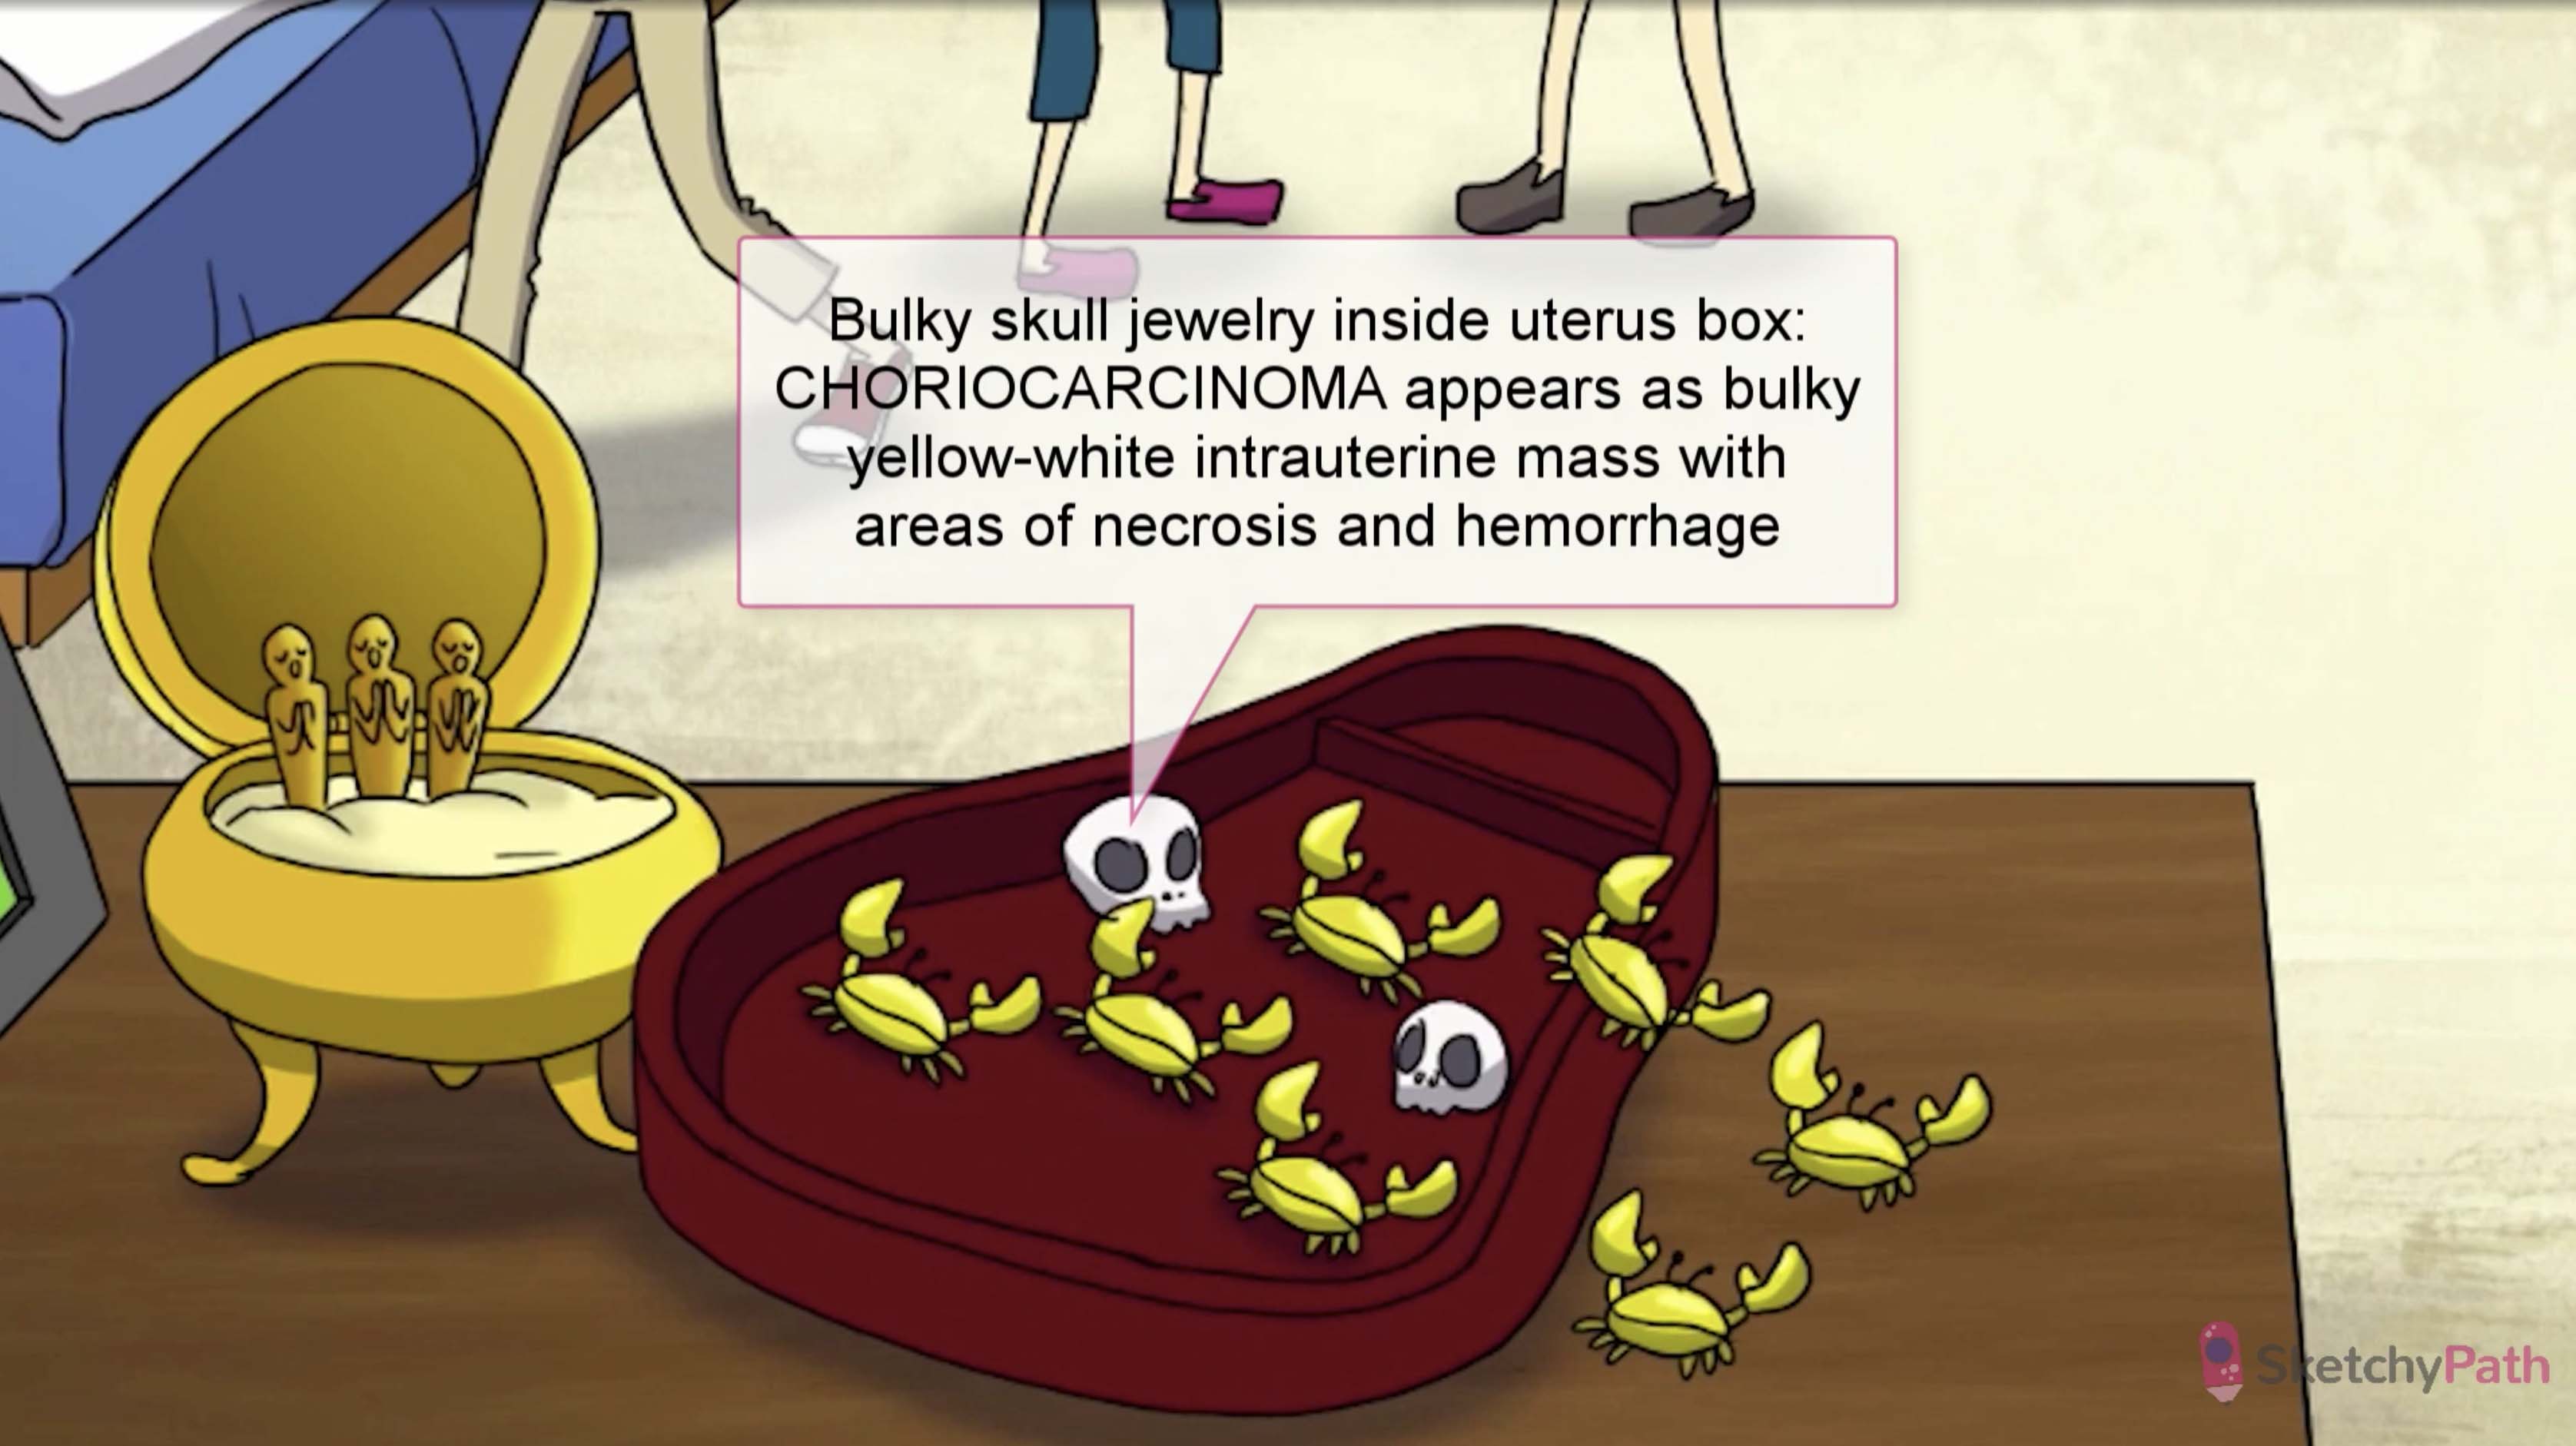 Bulky skull jewelry inside uterus box:
CHORIOCARCINOMA appears as bulky
yellow-white intrauterine mass with
areas of necrosis and hemorrhage
SketchyPath